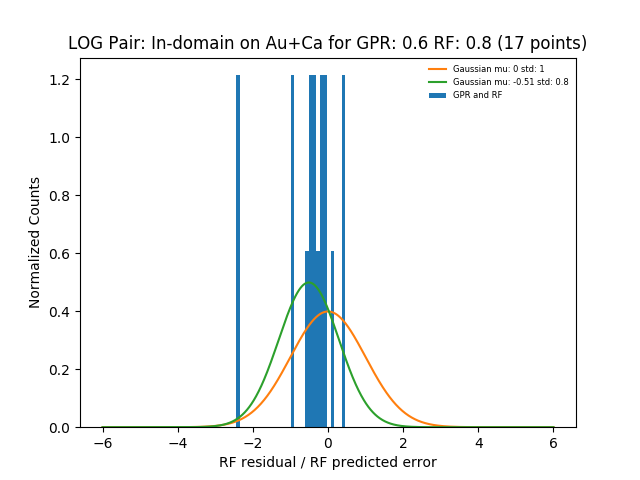 LOG Pair: In-domain on Au+Ca for GPR: 0.6 RF: 0.8 (17 points)
Gaussian mu: 0 std: 1
Gaussian mu: -0.51 std: 0.8
GPR and RF
Normalized Counts
1.2
1.0
0.8
0.6
0.4
0.2
0.0
−6 −4 −2 0 2 4 6
RF residual / RF predicted error